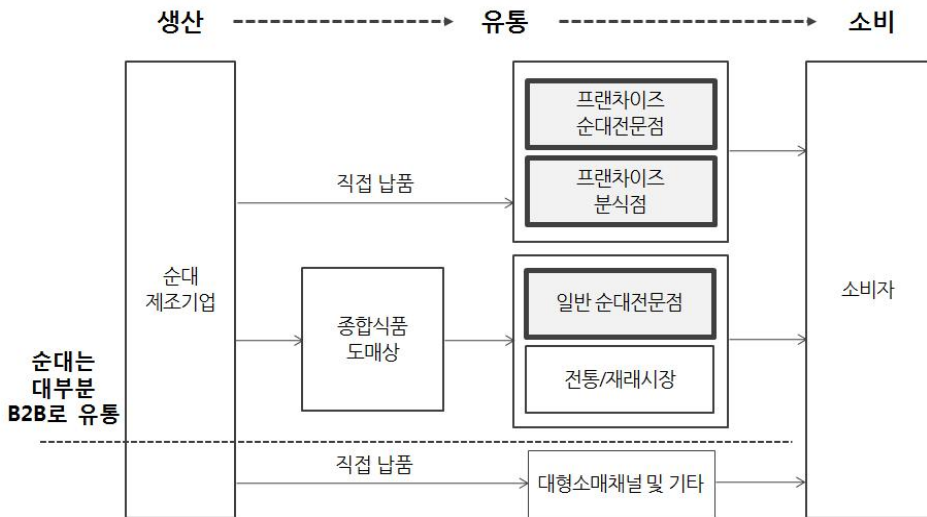 생산
유통
소비
프랜차이즈
순대전문점
직접 납품
프랜차이즈
분식점
순대
제조기업
종합식품
도매상
일반 순대전문점
전통/재래시장
소비자
순대는
대부분
B2B로 유통
직접 납품
대형소매채널 및 기타